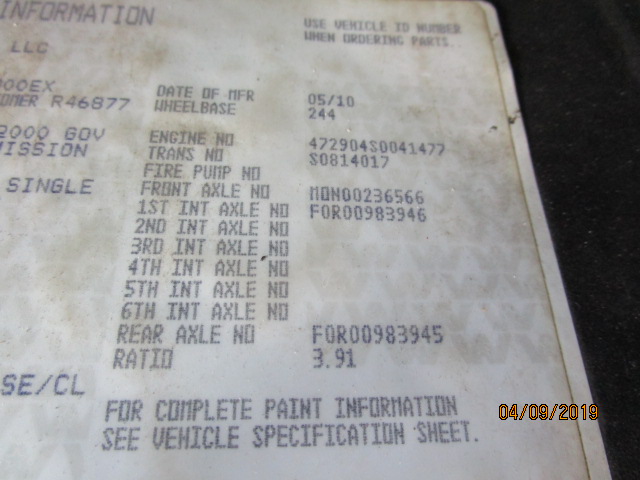 INFORMATION
USE VEHICLE ID NUMBER
WHEN ORDERING PARTS.
LLC
000EX
OMER R46877
DATE OF MFR 05/10
WHEELBASE 244
2000 GOV
MISSION
ENGINE NO 472904S0041477
TRANS NO S0814017
FIRE PUMP NO
SINGLE
FRONT AXLE NO MON00236566
1ST INT AXLE NO FOR00983946
2ND INT AXLE NO
3RD INT AXLE NO
4TH INT AXLE NO
5TH INT AXLE NO
6TH INT AXLE NO
REAR AXLE NO FOR00983945
RATIO 3.91
SE/CL
FOR COMPLETE PAINT INFORMATION
SEE VEHICLE SPECIFICATION SHEET.
04/09/2019